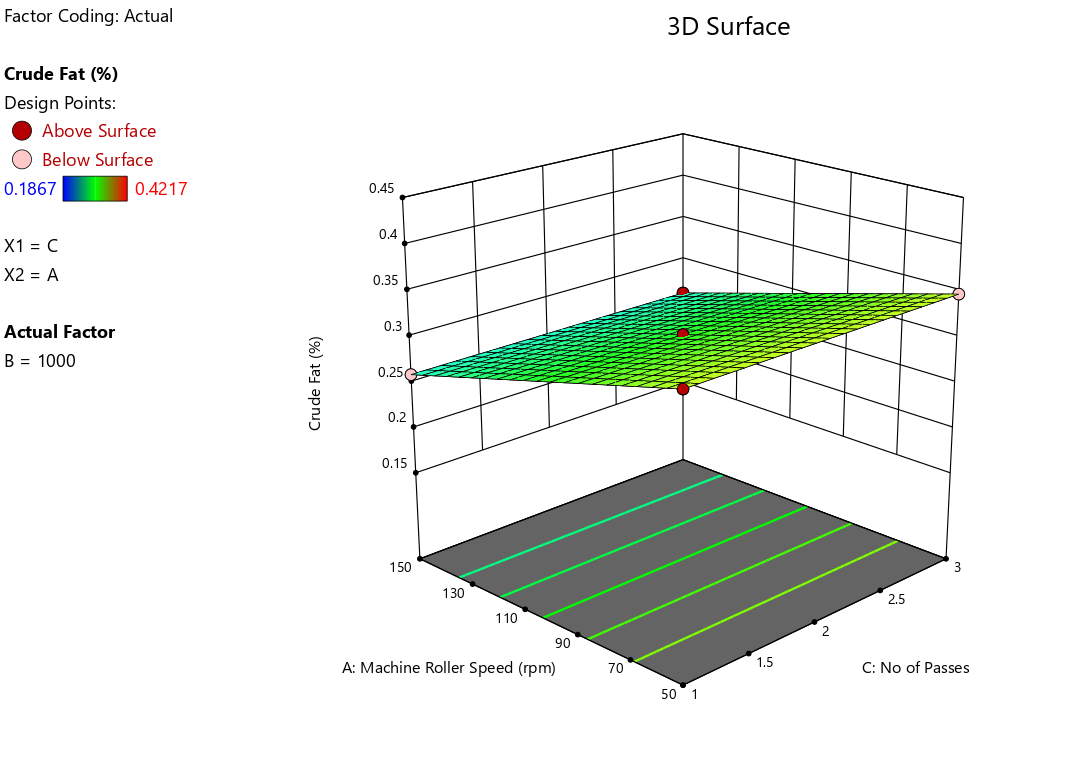 Factor Coding: Actual
3D Surface
Crude Fat (%)
Design Points:
Above Surface
Below Surface
0.1867 0.4217
X1 = C
X2 = A
Actual Factor
B = 1000
0.45
0.4
0.35
0.3
0.25
0.2
0.15
Crude Fat (%)
150
130
110
90
70
50
A: Machine Roller Speed (rpm)
1
1.5
2
2.5
3
C: No of Passes